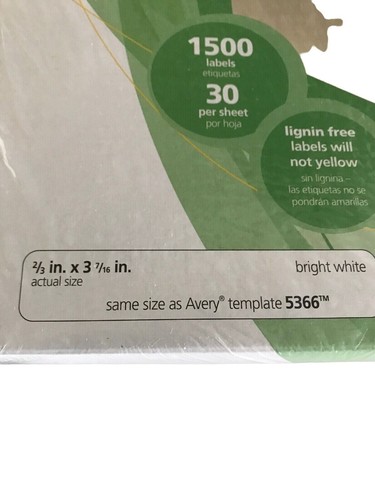 1500
labels
etiquetas
30
per sheet
por hoja
lignin free
labels will
not yellow
sin lignina –
las etiquetas no se
pondrán amarillas
2/3 in. x 3 7/16 in.
bright white
actual size
same size as Avery® template 5366™